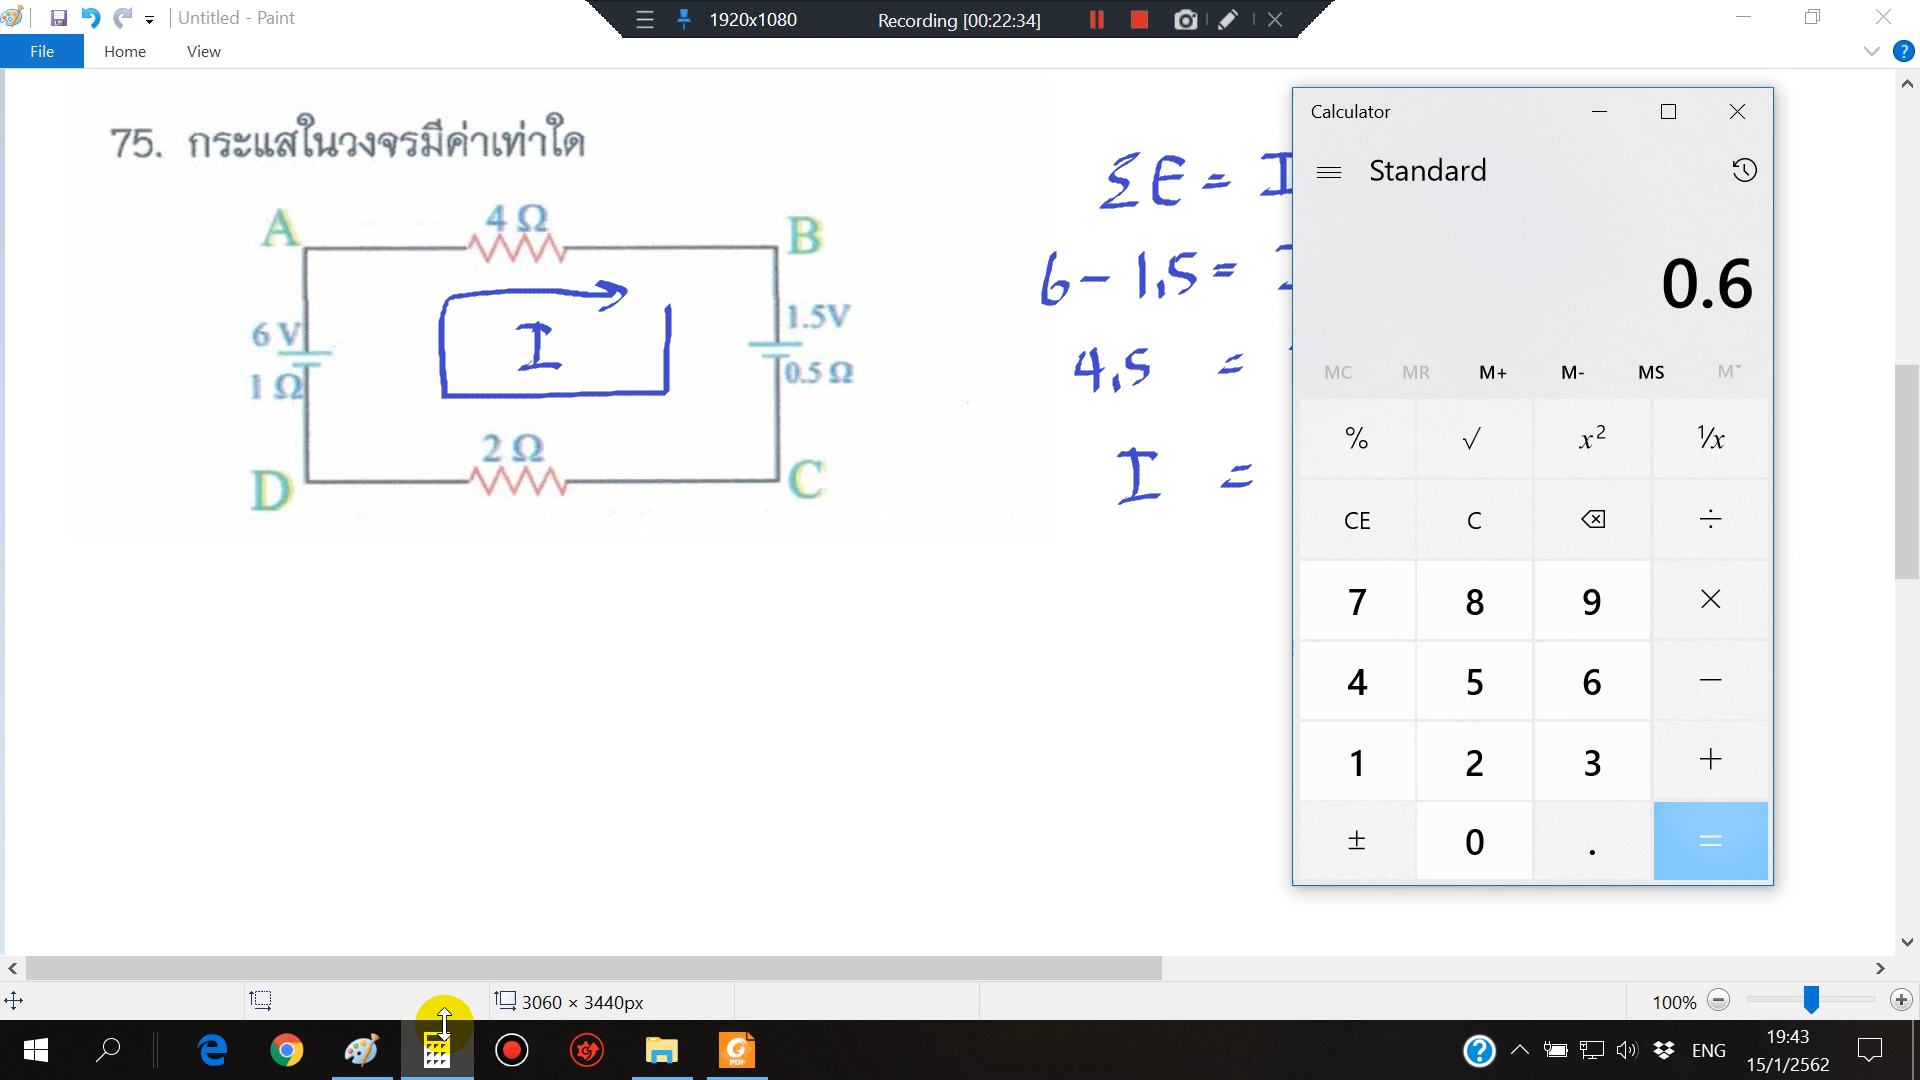 Untitled - Paint
1920x1080
Recording [00:22:34]
File
Home
View
75. กระแสในวงจรมีค่าเท่าใด
A
4 Ω
B
6 V
1 Ω
I
1.5V
0.5 Ω
D
2 Ω
C
ΣE = I
6 - 1.5 =
4.5 =
I =
Calculator
Standard
0.6
MC MR M+ M- MS M
% √ x² ¹/x
CE C ÷
7 8 9 ×
4 5 6 −
1 2 3 +
± 0 . =
3060 × 3440px
100%
PDF
ENG
19:43
15/1/2562